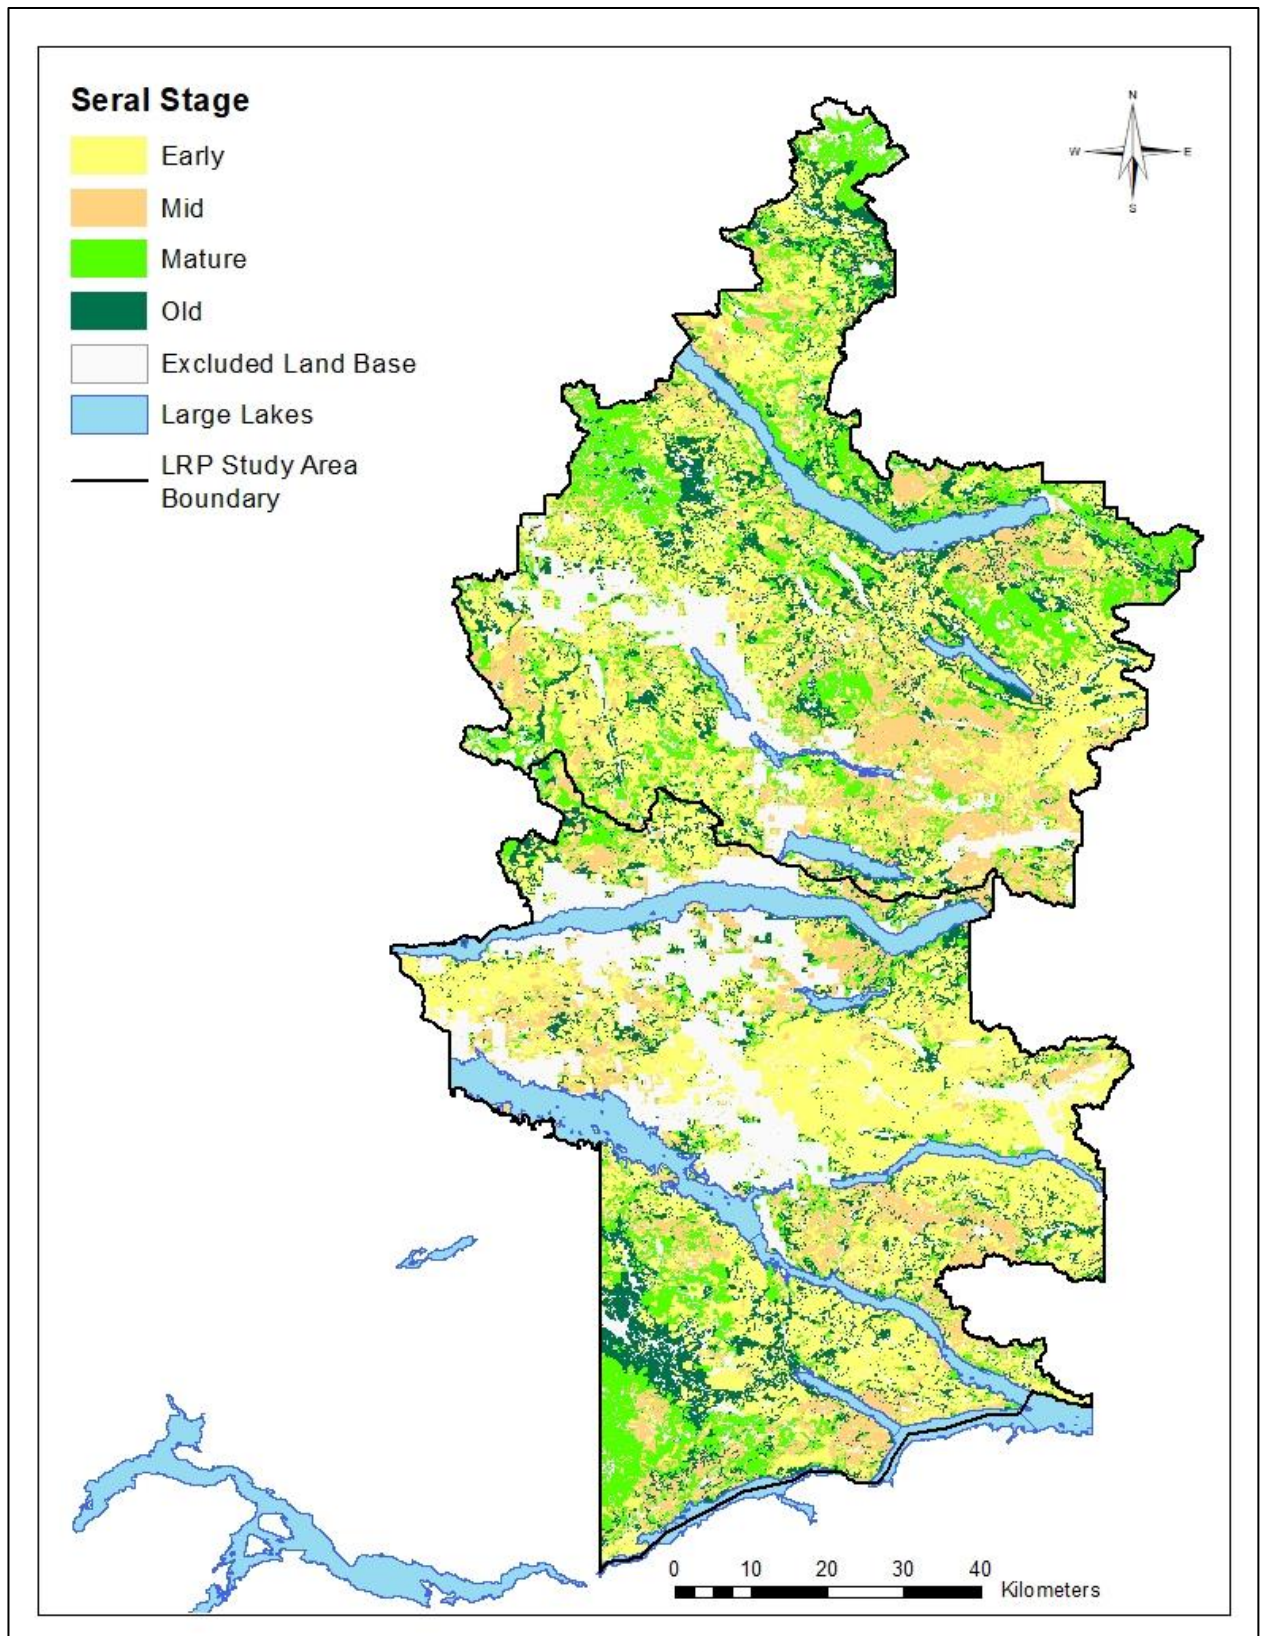 Seral Stage
Early
Mid
Mature
Old
Excluded Land Base
Large Lakes
LRP Study Area
Boundary
N
W E
S
0 10 20 30 40
Kilometers